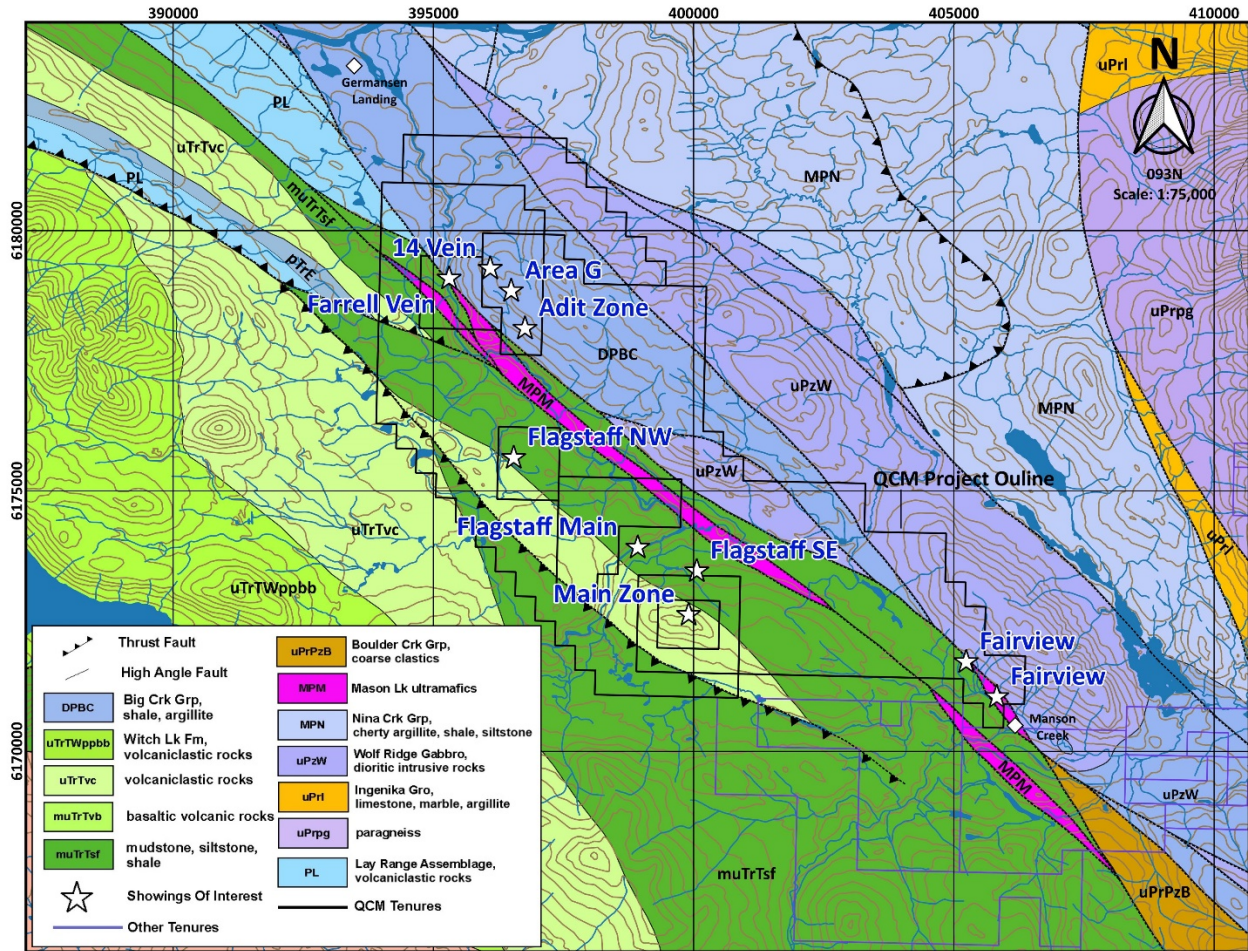 390000
395000
400000
405000
410000
6180000
6175000
6170000
N
093N
Scale: 1:75,000
Germansen
Landing
PL
uTrTvc
PL
muTrTsf
pTrE
MPN
uPrI
uPrpg
14 Vein
Area G
Farrell Vein
Adit Zone
DPBC
uPzW
MPM
MPN
Flagstaff NW
uPzW
QCM Project Ouline
uTrTvc
uPrI
Flagstaff Main
Flagstaff SE
uTrTWppbb
Main Zone
Fairview
Fairview
Manson
Creek
MPM
uPzW
muTrTsf
uPrPzB
Thrust Fault
High Angle Fault
DPBC
Big Crk Grp,
shale, argillite
uTrTWppbb
Witch Lk Fm,
volcaniclastic rocks
uTrTvc
volcaniclastic rocks
muTrTvb
basaltic volcanic rocks
muTrTsf
mudstone, siltstone,
shale
Showings Of Interest
Other Tenures
uPrPzB
Boulder Crk Grp,
coarse clastics
MPM
Mason Lk ultramafics
MPN
Nina Crk Grp,
cherty argillite, shale, siltstone
uPzW
Wolf Ridge Gabbro,
dioritic intrusive rocks
uPrI
Ingenika Gro,
limestone, marble, argillite
uPrpg
paragneiss
PL
Lay Range Assemblage,
volcaniclastic rocks
QCM Tenures